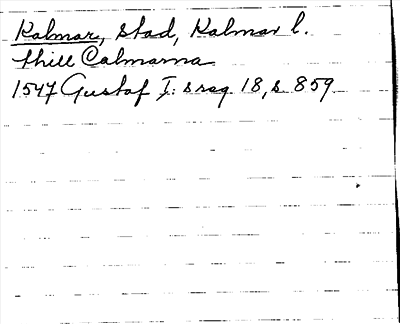 Kalmar, stad, Kalmar l.
thill Calmarna
1547 Gustaf I:s reg. 18, s. 859